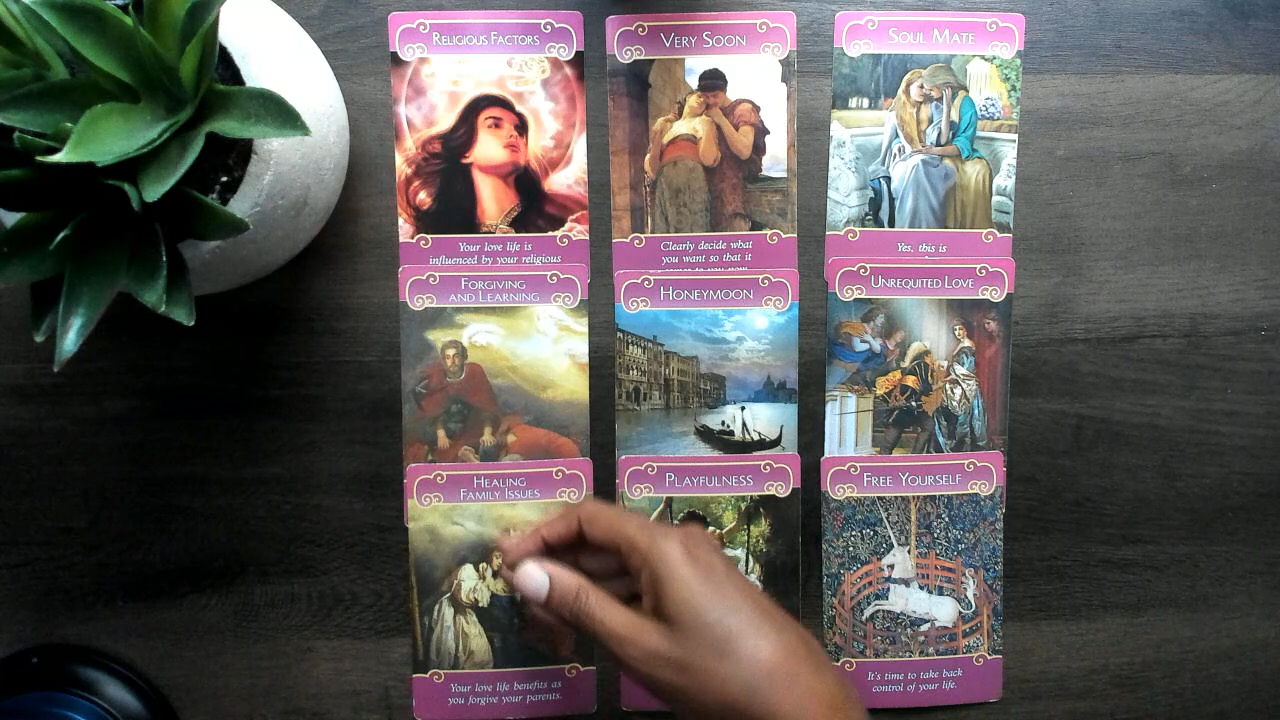 RELIGIOUS FACTORS
Your love life is
influenced by your religious
VERY SOON
Clearly decide what
you want so that it
SOUL MATE
Yes, this is
FORGIVING
AND LEARNING
HONEYMOON
UNREQUITED LOVE
HEALING
FAMILY ISSUES
Your love life benefits as
you forgive your parents.
PLAYFULNESS
FREE YOURSELF
It's time to take back
control of your life.